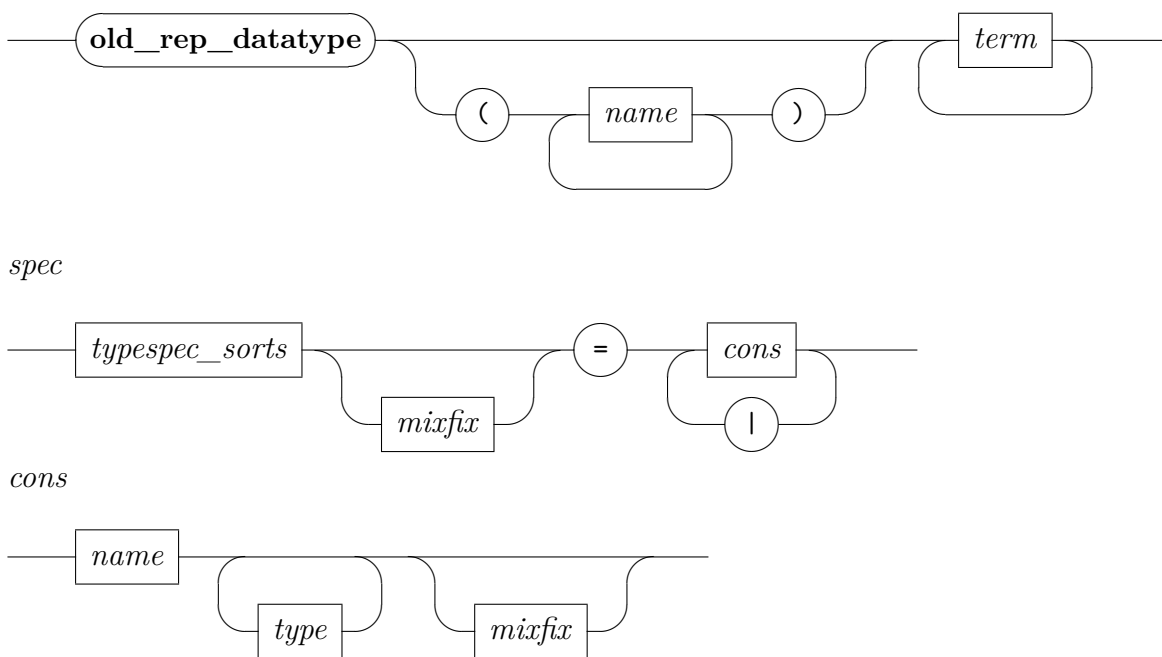 old_rep_datatype term
( name )
spec
typespec_sorts = cons
mixfix |
cons
name
type mixfix